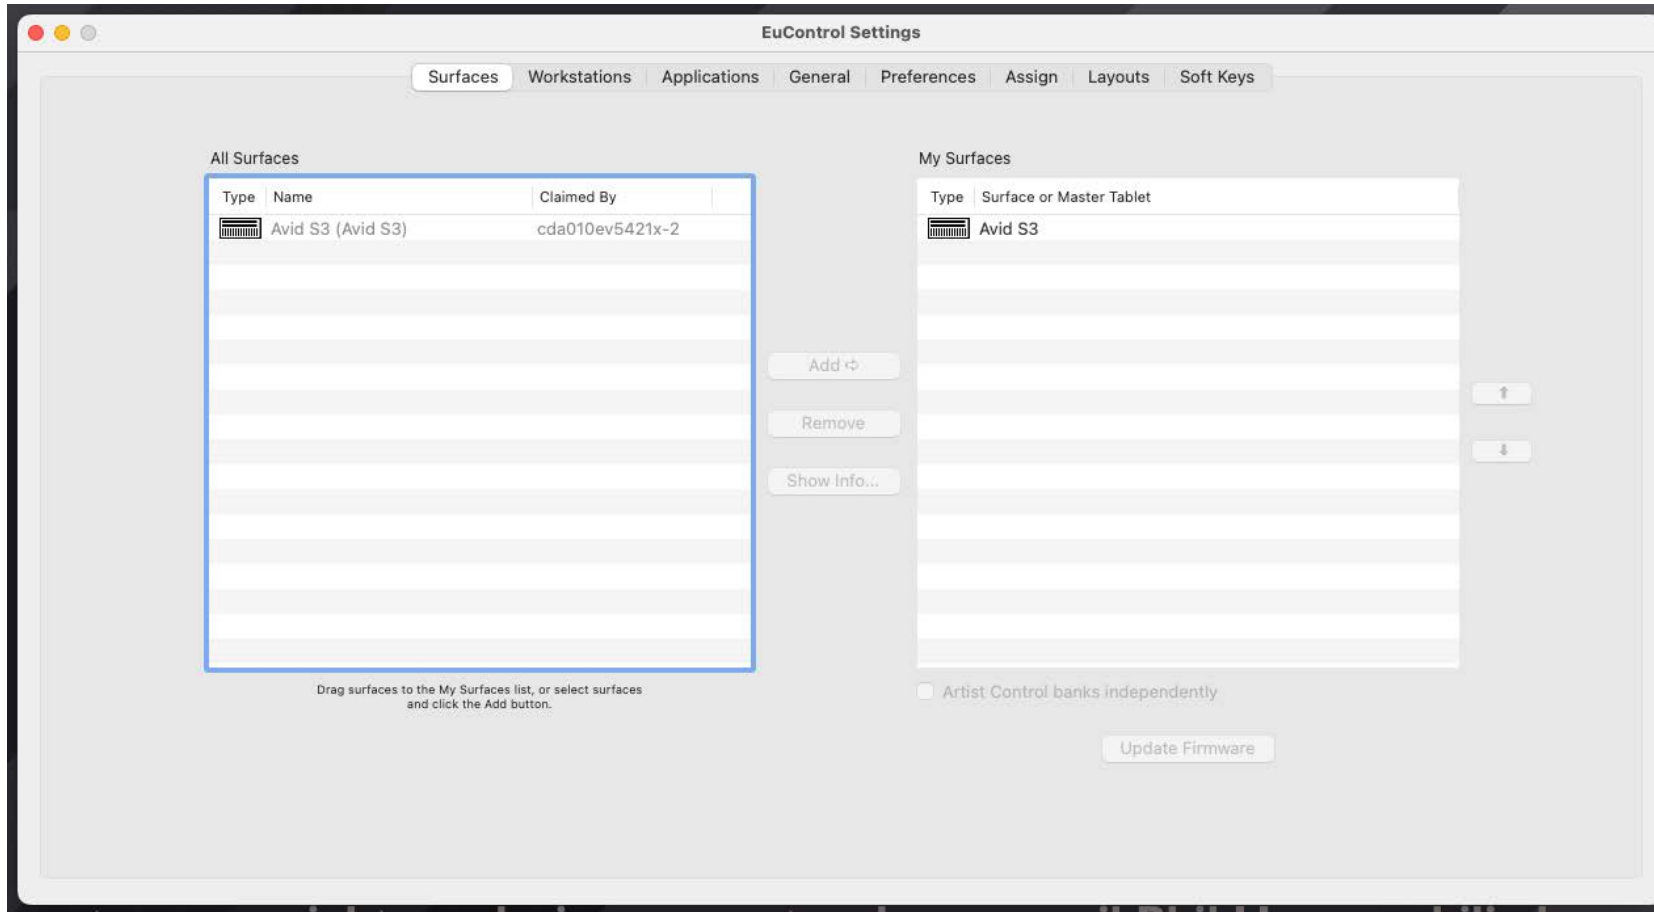 EuControl Settings
Surfaces Workstations Applications General Preferences Assign Layouts Soft Keys
All Surfaces
Type Name Claimed By
Avid S3 (Avid S3) cda010ev5421x-2
Drag surfaces to the My Surfaces list, or select surfaces
and click the Add button.
Add
Remove
Show Info...
My Surfaces
Type Surface or Master Tablet
Avid S3
Artist Control banks independently
Update Firmware